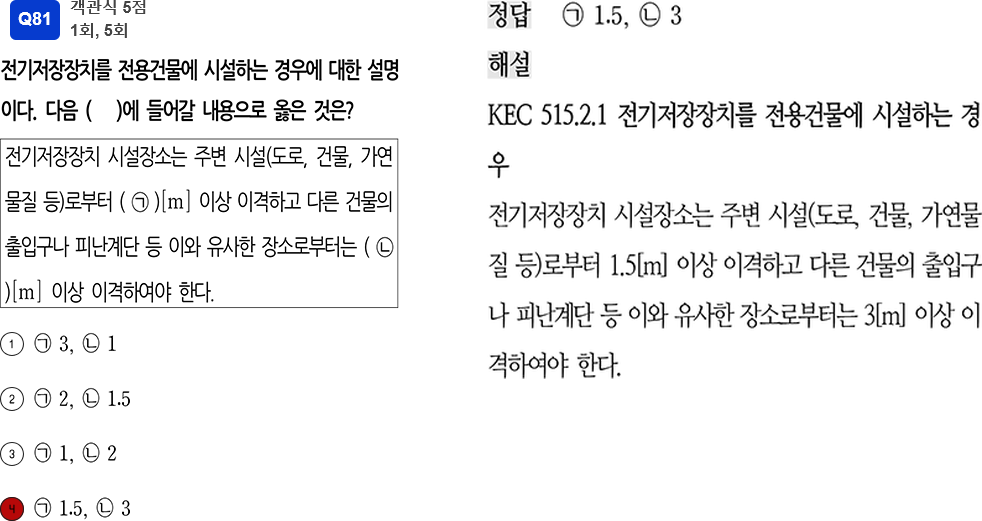 Q81
객관식 5점
1회, 5회
전기저장장치를 전용건물에 시설하는 경우에 대한 설명
이다. 다음 (    )에 들어갈 내용으로 옳은 것은?
전기저장장치 시설장소는 주변 시설(도로, 건물, 가연
물질 등)로부터 ( ㉠ )[m] 이상 이격하고 다른 건물의
출입구나 피난계단 등 이와 유사한 장소로부터는 ( ㉡
)[m] 이상 이격하여야 한다.
① ㉠ 3, ㉡ 1
② ㉠ 2, ㉡ 1.5
③ ㉠ 1, ㉡ 2
④ ㉠ 1.5, ㉡ 3
정답 ㉠ 1.5, ㉡ 3
해설
KEC 515.2.1 전기저장장치를 전용건물에 시설하는 경
우
전기저장장치 시설장소는 주변 시설(도로, 건물, 가연물
질 등)로부터 1.5[m] 이상 이격하고 다른 건물의 출입구
나 피난계단 등 이와 유사한 장소로부터는 3[m] 이상 이
격하여야 한다.